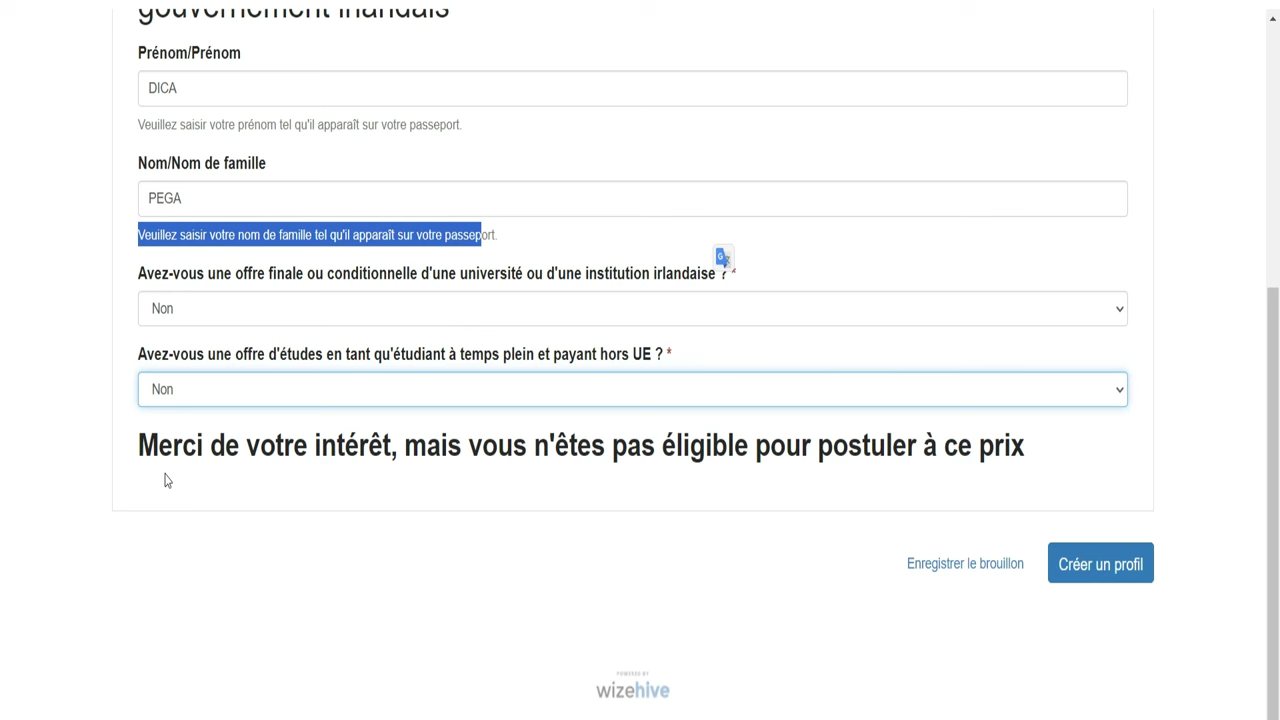 gouvernement irlandais
Prénom/Prénom
DICA
Veuillez saisir votre prénom tel qu'il apparaît sur votre passeport.
Nom/Nom de famille
PEGA
Veuillez saisir votre nom de famille tel qu'il apparaît sur votre passeport.
Avez-vous une offre finale ou conditionnelle d'une université ou d'une institution irlandaise ? *
Non
Avez-vous une offre d'études en tant qu'étudiant à temps plein et payant hors UE ? *
Non
Merci de votre intérêt, mais vous n'êtes pas éligible pour postuler à ce prix
Enregistrer le brouillon
Créer un profil
POWERED BY
wizehive